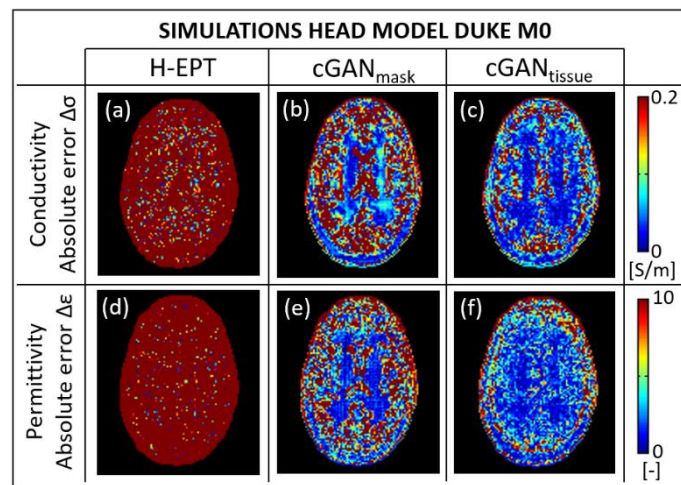 SIMULATIONS HEAD MODEL DUKE M0
H-EPT cGANmask cGANtissue
Conductivity
Absolute error Δσ
(a) (b) (c)
0.2
0
[S/m]
Permittivity
Absolute error Δε
(d) (e) (f)
10
0
[-]